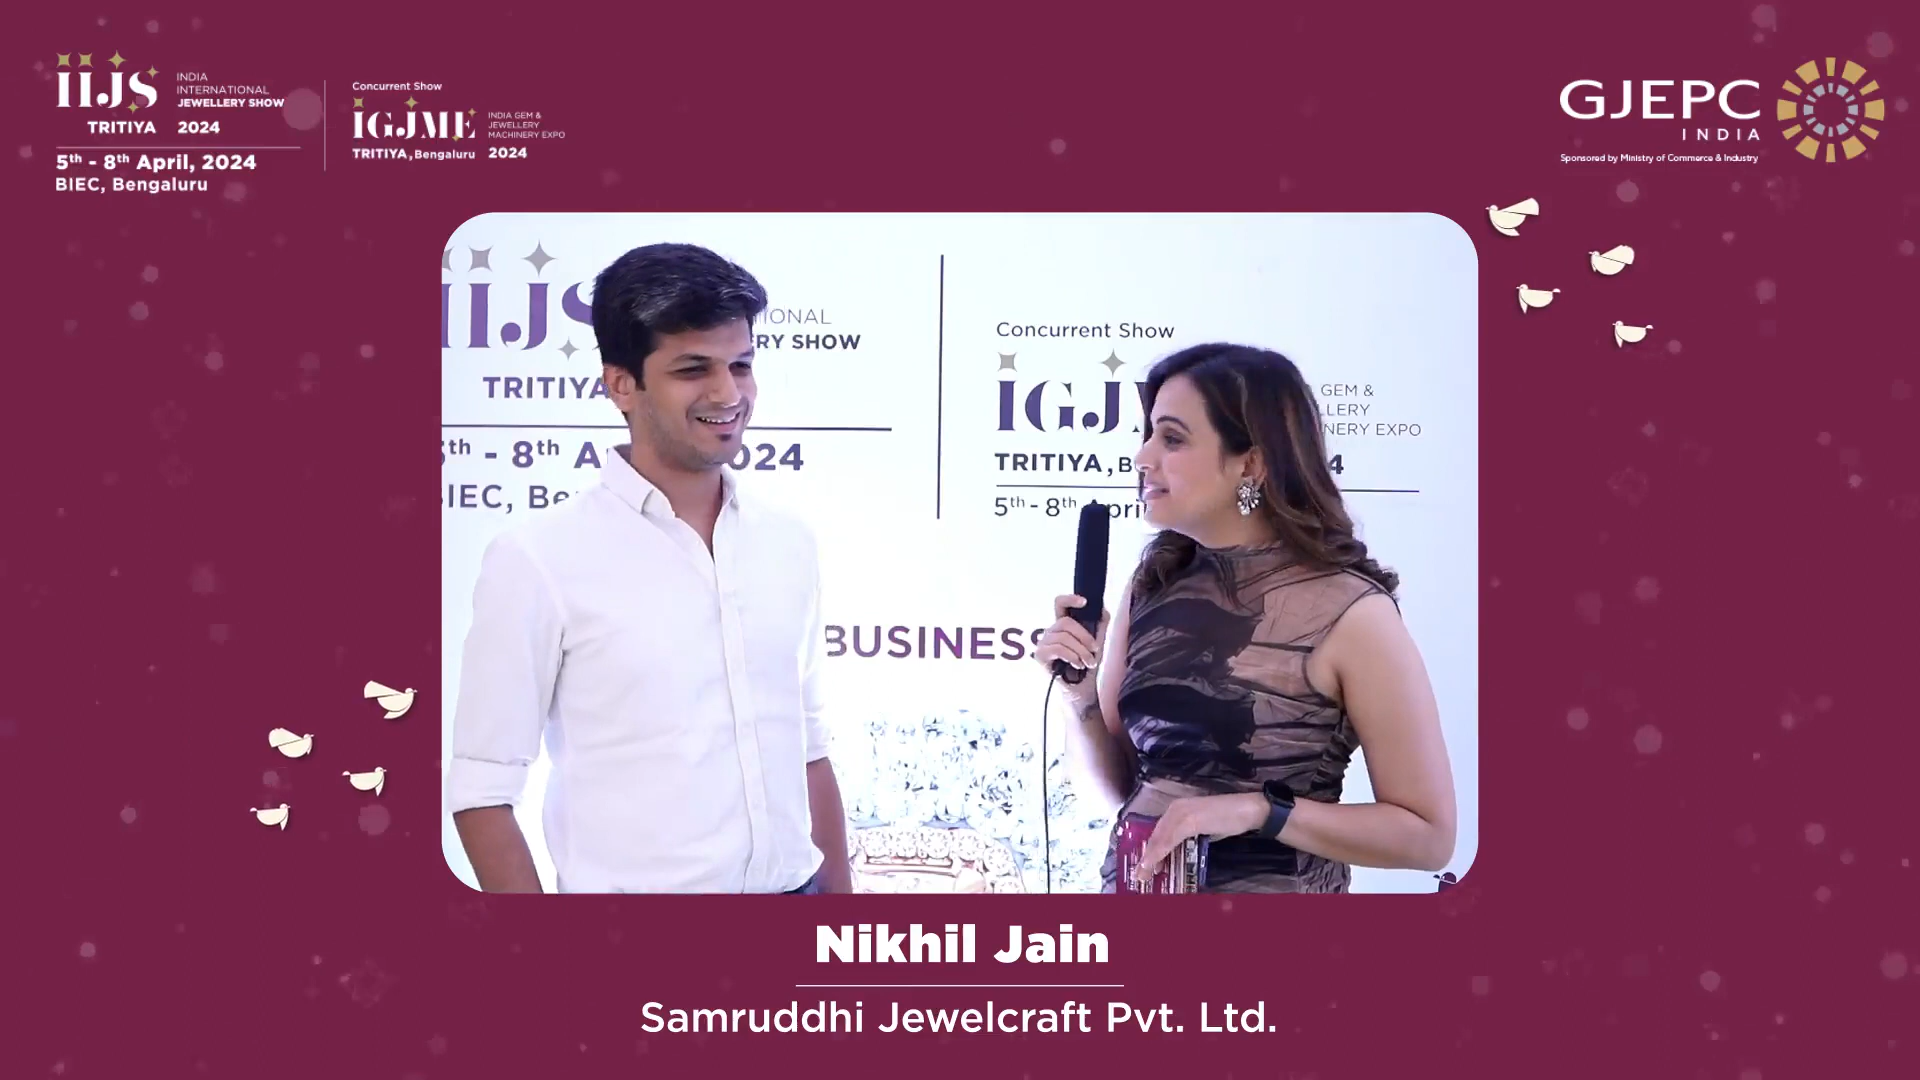 IIJS
INDIA
INTERNATIONAL
JEWELLERY SHOW
TRITIYA 2024
5th - 8th April, 2024
BIEC, Bengaluru
Concurrent Show
IGJME
INDIA GEM &
JEWELLERY
MACHINERY EXPO
TRITIYA, Bengaluru 2024
GJEPC
INDIA
Sponsored by Ministry of Commerce & Industry
IIJS
RY SHOW
TRITIYA
th - 8th A 024
IEC, Be
Concurrent Show
IGJ
GEM &
LLERY
NERY EXPO
TRITIYA, B 4
5th - 8th pri
BUSINESS
Nikhil Jain
Samruddhi Jewelcraft Pvt. Ltd.